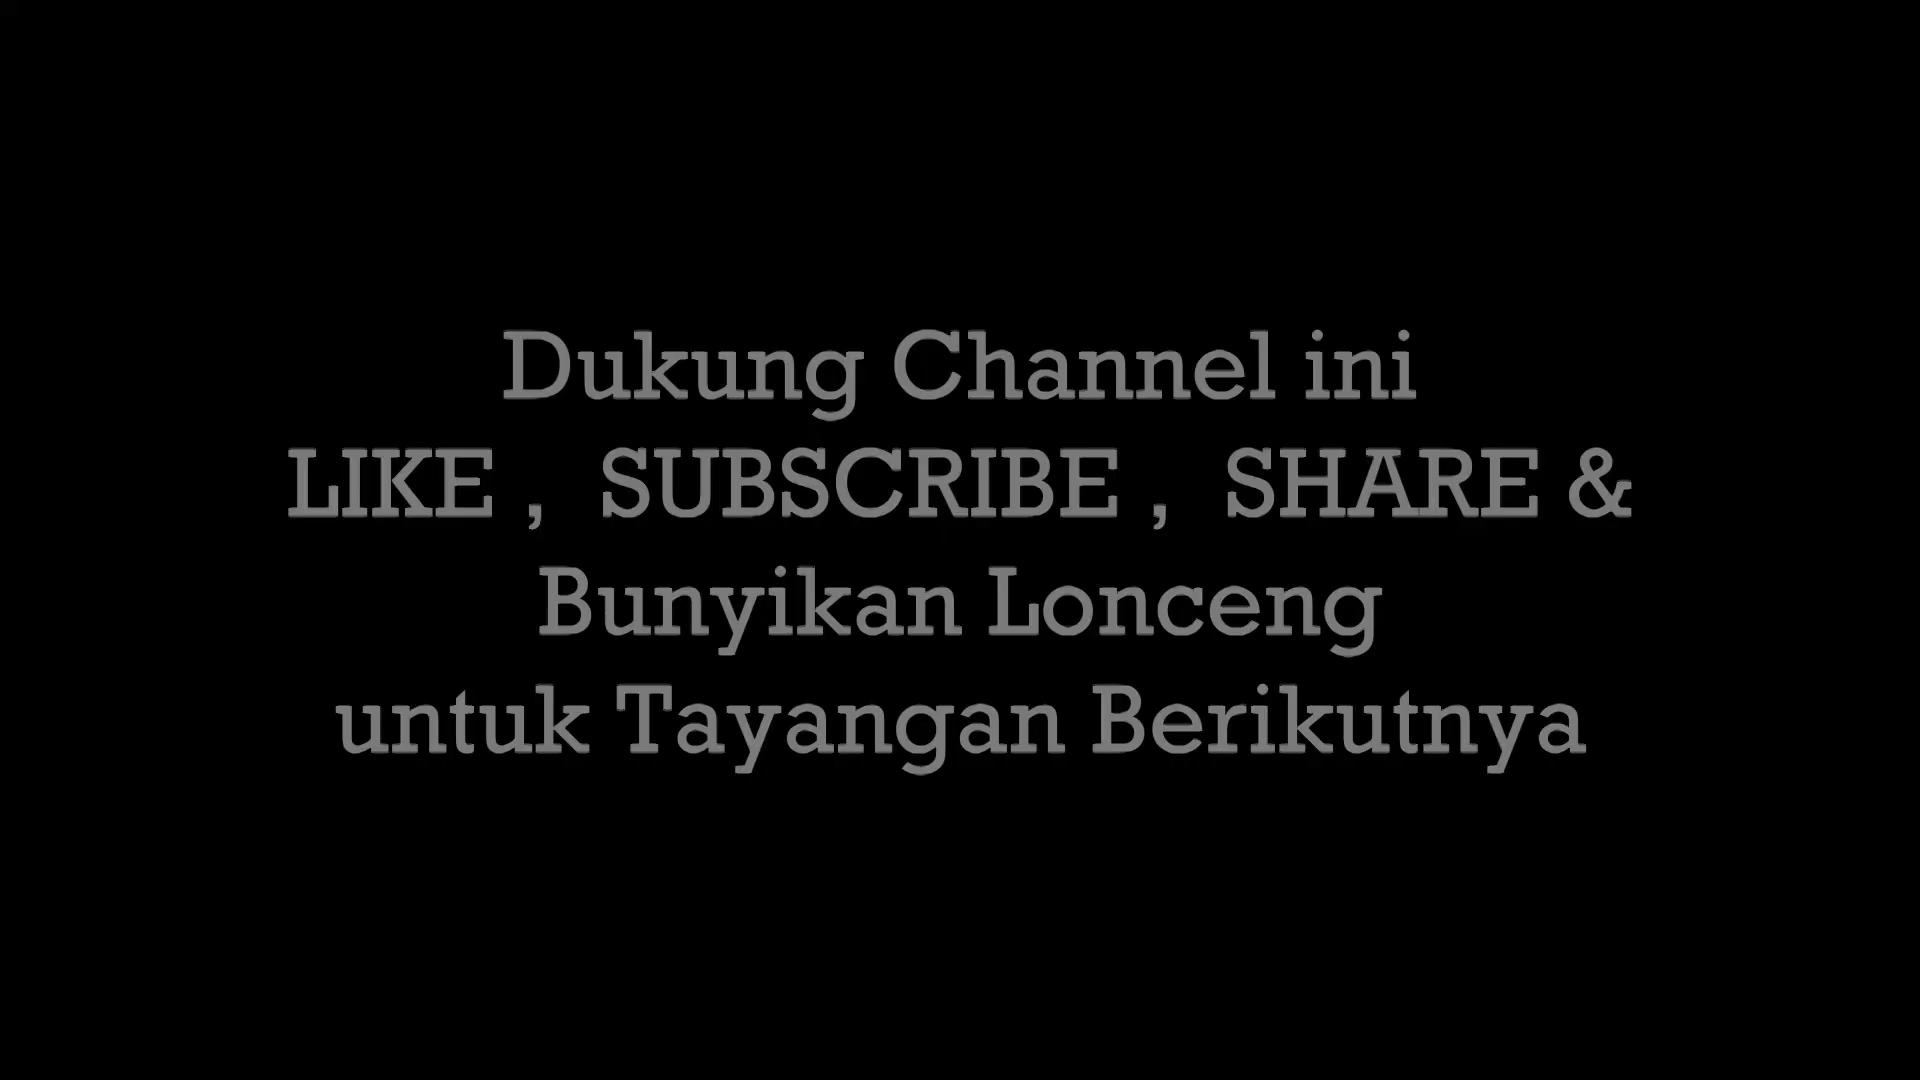 Dukung Channel ini
LIKE , SUBSCRIBE , SHARE &
Bunyikan Lonceng
untuk Tayangan Berikutnya